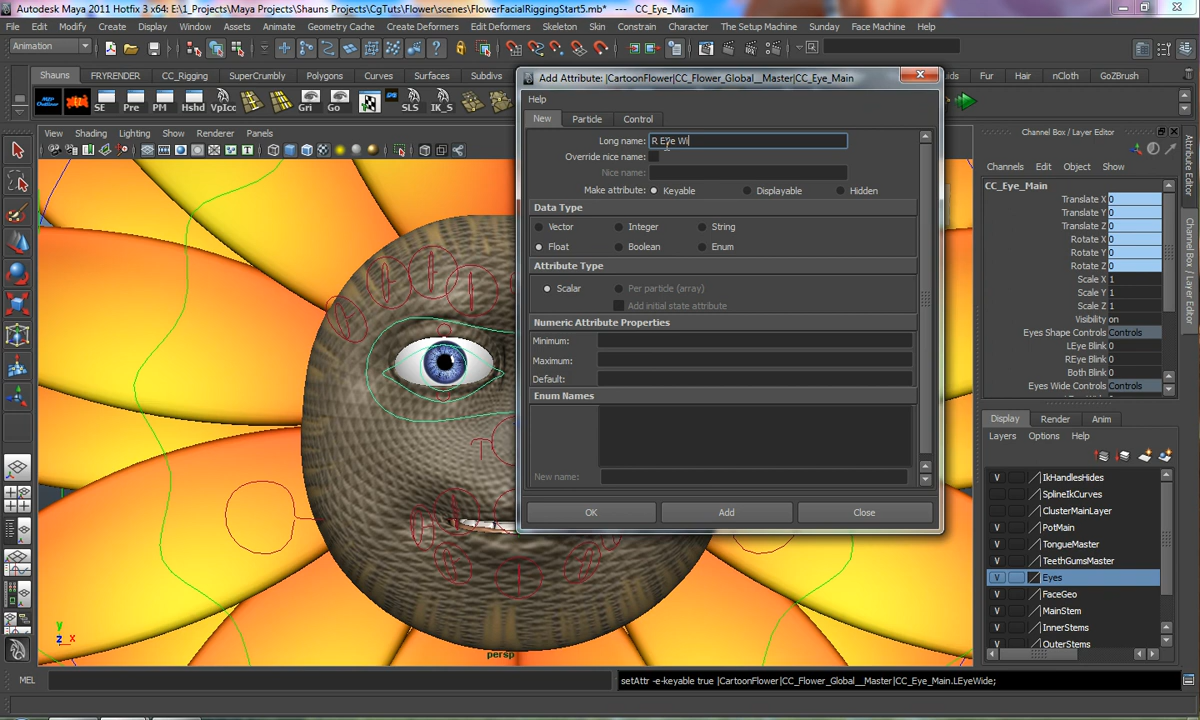 Autodesk Maya 2011 Hotfix 3 x64: E:\1_Projects\Maya Projects\Shauns Projects\CgTuts\Flower\scenes\FlowerFacialRiggingStart5.mb* --- CC_Eye_Main
File Edit Modify Create Display Window Assets Animate Geometry Cache Create Deformers Edit Deformers Skeleton Skin Constrain Character The Setup Machine Sunday Face Machine Help
Animation
Shauns FRYRENDER CC_Rigging SuperCrumbly Polygons Curves Surfaces Subdivs Fur Hair nCloth GoZBrush
SE Pre PM Hshd VpIcc Gri Go SLS IK_S
View Shading Lighting Show Renderer Panels
Add Attribute: |CartoonFlower|CC_Flower_Global__Master|CC_Eye_Main
Help
New Particle Control
Long name: R Eye Wi
Override nice name:
Nice name:
Make attribute: Keyable Displayable Hidden
Data Type
Vector Integer String
Float Boolean Enum
Attribute Type
Scalar Per particle (array)
Add initial state attribute
Numeric Attribute Properties
Minimum:
Maximum:
Default:
Enum Names
New name:
OK Add Close
Channel Box / Layer Editor
Channels Edit Object Show
CC_Eye_Main
Translate X 0
Translate Y 0
Translate Z 0
Rotate X 0
Rotate Y 0
Rotate Z 0
Scale X 1
Scale Y 1
Scale Z 1
Visibility on
Eyes Shape Controls Controls
LEye Blink 0
REye Blink 0
Both Blink 0
Eyes Wide Controls Controls
Display Render Anim
Layers Options Help
V IkHandlesHides
SplineIkCurves
ClusterMainLayer
V PotMain
V TongueMaster
V TeethGumsMaster
V Eyes
V FaceGeo
V MainStem
V InnerStems
V OuterStems
Attribute Editor
Channel Box / Layer Editor
y
z x
persp
MEL
setAttr -e-keyable true |CartoonFlower|CC_Flower_Global__Master|CC_Eye_Main.LEyeWide;